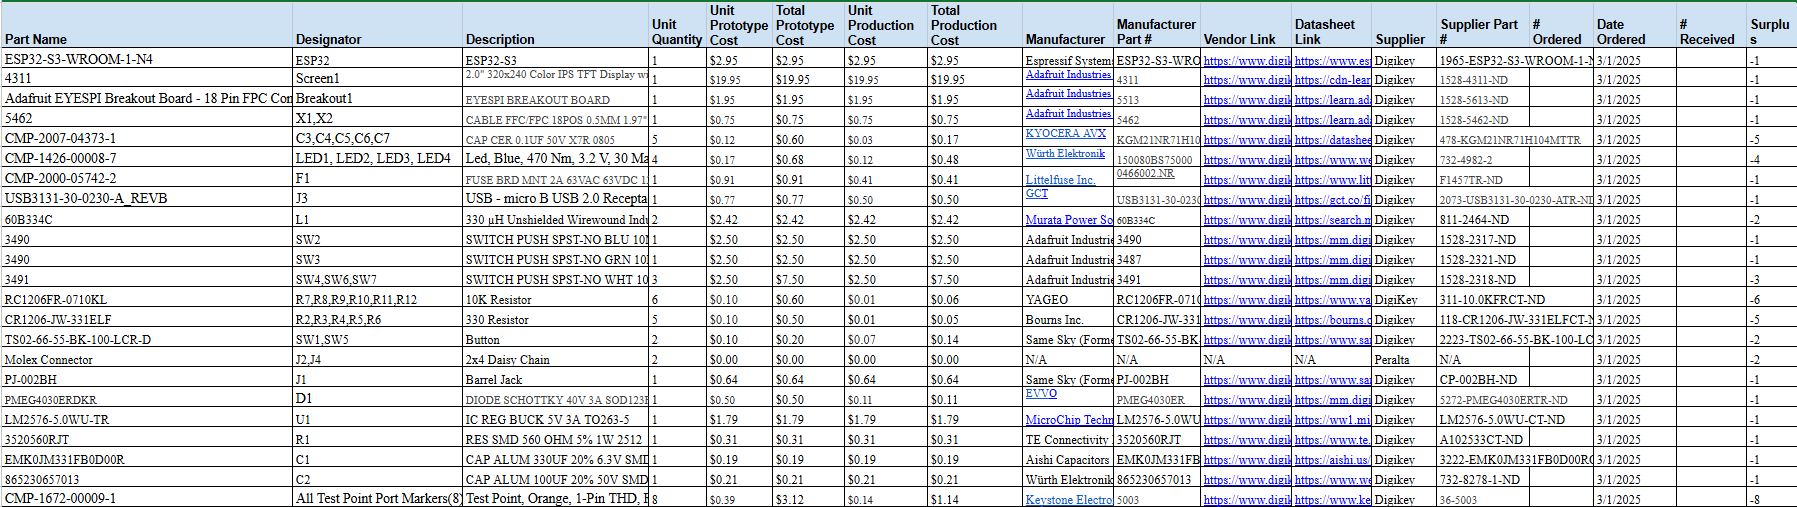 Part Name Designator Description Unit Quantity Unit Prototype Cost Total Prototype Cost Unit Production Cost Total Production Cost Manufacturer Manufacturer Part # Vendor Link Datasheet Link Supplier Supplier Part # # Ordered Date Ordered # Received Surplus
ESP32-S3-WROOM-1-N4 ESP32 ESP32-S3 1 $2.95 $2.95 $2.95 $2.95 Espressif Systems ESP32-S3-WRO https://www.digik https://www.esp Digikey 1965-ESP32-S3-WROOM-1-N 3/1/2025 -1
4311 Screen1 2.0" 320x240 Color IPS TFT Display wi 1 $19.95 $19.95 $19.95 $19.95 Adafruit Industries 4311 https://www.digik https://cdn-lear Digikey 1528-4311-ND 3/1/2025 -1
Adafruit EYESPI Breakout Board - 18 Pin FPC Con Breakout1 EYESPI BREAKOUT BOARD 1 $1.95 $1.95 $1.95 $1.95 Adafruit Industries 5513 https://www.digik https://learn.ada Digikey 1528-5613-ND 3/1/2025 -1
5462 X1,X2 CABLE FFC/FPC 18POS 0.5MM 1.97" 1 $0.75 $0.75 $0.75 $0.75 Adafruit Industries 5462 https://www.digik https://learn.ada Digikey 1528-5462-ND 3/1/2025 -1
CMP-2007-04373-1 C3,C4,C5,C6,C7 CAP CER 0.1UF 50V X7R 0805 5 $0.12 $0.60 $0.03 $0.17 KYOCERA AVX KGM21NR71H10 https://www.digik https://datashee Digikey 478-KGM21NR71H104MTTR 3/1/2025 -5
CMP-1426-00008-7 LED1, LED2, LED3, LED4 Led, Blue, 470 Nm, 3.2 V, 30 Ma 4 $0.17 $0.68 $0.12 $0.48 Würth Elektronik 150080BS75000 https://www.digik https://www.we Digikey 732-4982-2 3/1/2025 -4
CMP-2000-05742-2 F1 FUSE BRD MNT 2A 63VAC 63VDC 1 $0.91 $0.91 $0.41 $0.41 Littelfuse Inc. 0466002.NR https://www.digik https://www.litt Digikey F1457TR-ND 3/1/2025 -1
USB3131-30-0230-A_REVB J3 USB - micro B USB 2.0 Recepta 1 $0.77 $0.77 $0.50 $0.50 GCT USB3131-30-0230 https://www.digik https://gct.co/fi Digikey 2073-USB3131-30-0230-ATR-ND 3/1/2025 -1
60B334C L1 330 µH Unshielded Wirewound Indu 2 $2.42 $2.42 $2.42 $2.42 Murata Power So 60B334C https://www.digik https://search.m Digikey 811-2464-ND 3/1/2025 -2
3490 SW2 SWITCH PUSH SPST-NO BLU 10 1 $2.50 $2.50 $2.50 $2.50 Adafruit Industrie 3490 https://www.digik https://mm.digi Digikey 1528-2317-ND 3/1/2025 -1
3490 SW3 SWITCH PUSH SPST-NO GRN 10 1 $2.50 $2.50 $2.50 $2.50 Adafruit Industrie 3487 https://www.digik https://mm.digi Digikey 1528-2321-ND 3/1/2025 -1
3491 SW4,SW6,SW7 SWITCH PUSH SPST-NO WHT 10 3 $2.50 $7.50 $2.50 $7.50 Adafruit Industrie 3491 https://www.digik https://mm.digi Digikey 1528-2318-ND 3/1/2025 -3
RC1206FR-0710KL R7,R8,R9,R10,R11,R12 10K Resistor 6 $0.10 $0.60 $0.01 $0.06 YAGEO RC1206FR-0710 https://www.digik https://www.ya DigiKey 311-10.0KFRCT-ND 3/1/2025 -6
CR1206-JW-331ELF R2,R3,R4,R5,R6 330 Resistor 5 $0.10 $0.50 $0.01 $0.05 Bourns Inc. CR1206-JW-331 https://www.digik https://bourns.c Digikey 118-CR1206-JW-331ELFCT-N 3/1/2025 -5
TS02-66-55-BK-100-LCR-D SW1,SW5 Button 2 $0.10 $0.20 $0.07 $0.14 Same Sky (Forme TS02-66-55-BK https://www.digik https://www.sa Digikey 2223-TS02-66-55-BK-100-LC 3/1/2025 -2
Molex Connector J2,J4 2x4 Daisy Chain 2 $0.00 $0.00 $0.00 $0.00 N/A N/A N/A N/A Peralta N/A 3/1/2025 -2
PJ-002BH J1 Barrel Jack 1 $0.64 $0.64 $0.64 $0.64 Same Sky (Forme PJ-002BH https://www.digik https://www.sa Digikey CP-002BH-ND 3/1/2025 -1
PMEG4030ERDKR D1 DIODE SCHOTTKY 40V 3A SOD123 1 $0.50 $0.50 $0.11 $0.11 EVVO PMEG4030ER https://www.digik https://mm.digi Digikey 5272-PMEG4030ERTR-ND 3/1/2025 -1
LM2576-5.0WU-TR U1 IC REG BUCK 5V 3A TO263-5 1 $1.79 $1.79 $1.79 $1.79 MicroChip Techn LM2576-5.0WU https://www.digik https://ww1.mi Digikey LM2576-5.0WU-CT-ND 3/1/2025 -1
3520560RJT R1 RES SMD 560 OHM 5% 1W 2512 1 $0.31 $0.31 $0.31 $0.31 TE Connectivity 3520560RJT https://www.digik https://www.te. Digikey A102533CT-ND 3/1/2025 -1
EMK0JM331FB0D00R C1 CAP ALUM 330UF 20% 6.3V SMD 1 $0.19 $0.19 $0.19 $0.19 Aishi Capacitors EMK0JM331FB https://www.digik https://aishi.us/ Digikey 3222-EMK0JM331FB0D00R 3/1/2025 -1
865230657013 C2 CAP ALUM 100UF 20% 50V SMD 1 $0.21 $0.21 $0.21 $0.21 Würth Elektronik 865230657013 https://www.digik https://www.we Digikey 732-8278-1-ND 3/1/2025 -1
CMP-1672-00009-1 All Test Point Port Markers(8) Test Point, Orange, 1-Pin THD, 8 $0.39 $3.12 $0.14 $1.14 Keystone Electro 5003 https://www.digik https://www.ke Digikey 36-5003 3/1/2025 -8